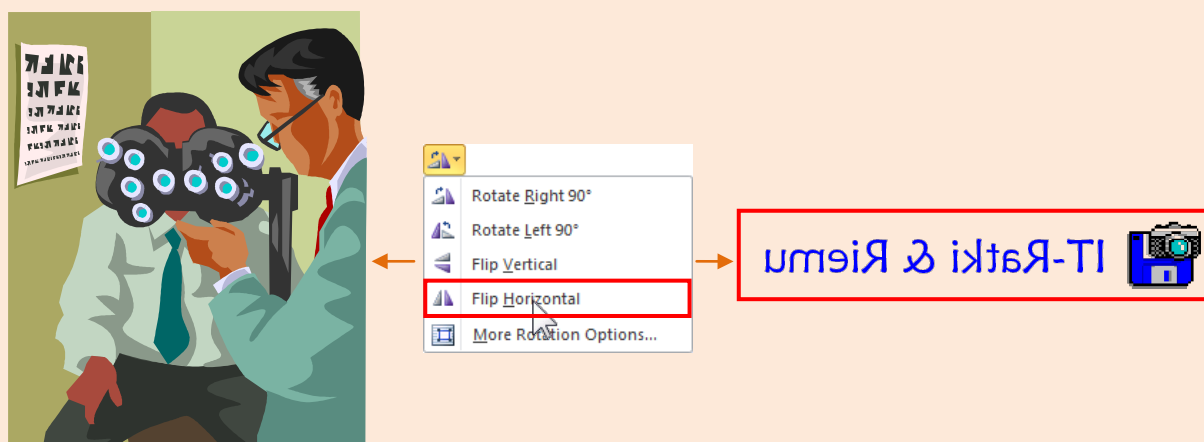 Rotate Right 90°
Rotate Left 90°
Flip Vertical
Flip Horizontal
More Rotation Options...
IT-Ratki & Riemu